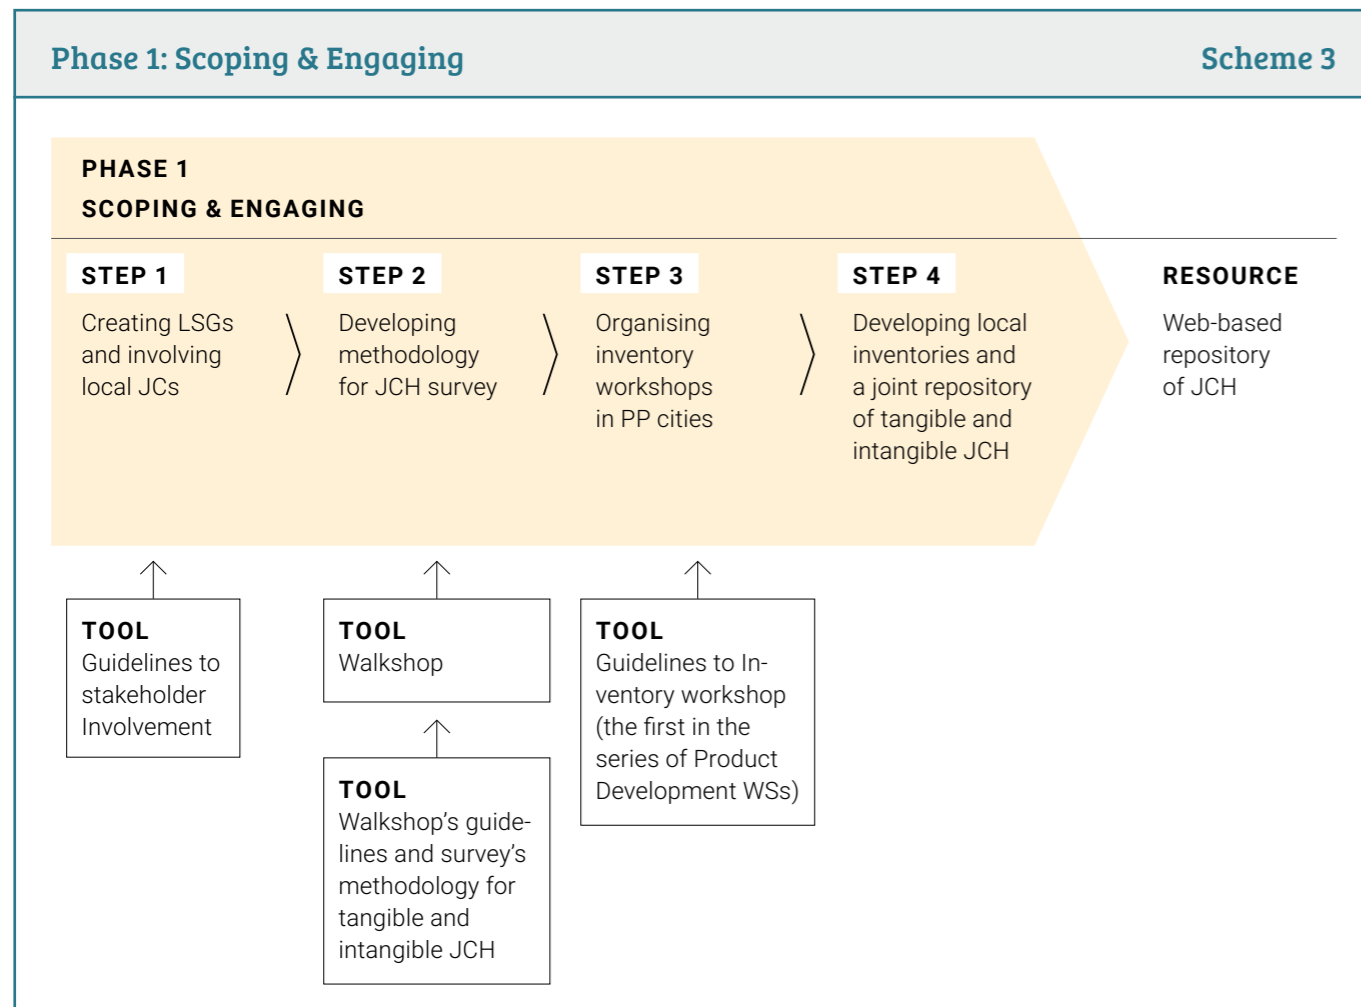 Phase 1: Scoping & Engaging
Scheme 3
PHASE 1
SCOPING & ENGAGING
STEP 1
Creating LSGs
and involving
local JCs
STEP 2
Developing
methodology
for JCH survey
STEP 3
Organising
inventory
workshops
in PP cities
STEP 4
Developing local
inventories and
a joint repository
of tangible and
intangible JCH
RESOURCE
Web-based
repository
of JCH
TOOL
Guidelines to
stakeholder
Involvement
TOOL
Walkshop
TOOL
Walkshop’s guide-
lines and survey’s
methodology for
tangible and
intangible JCH
TOOL
Guidelines to In-
ventory workshop
(the first in the
series of Product
Development WSs)